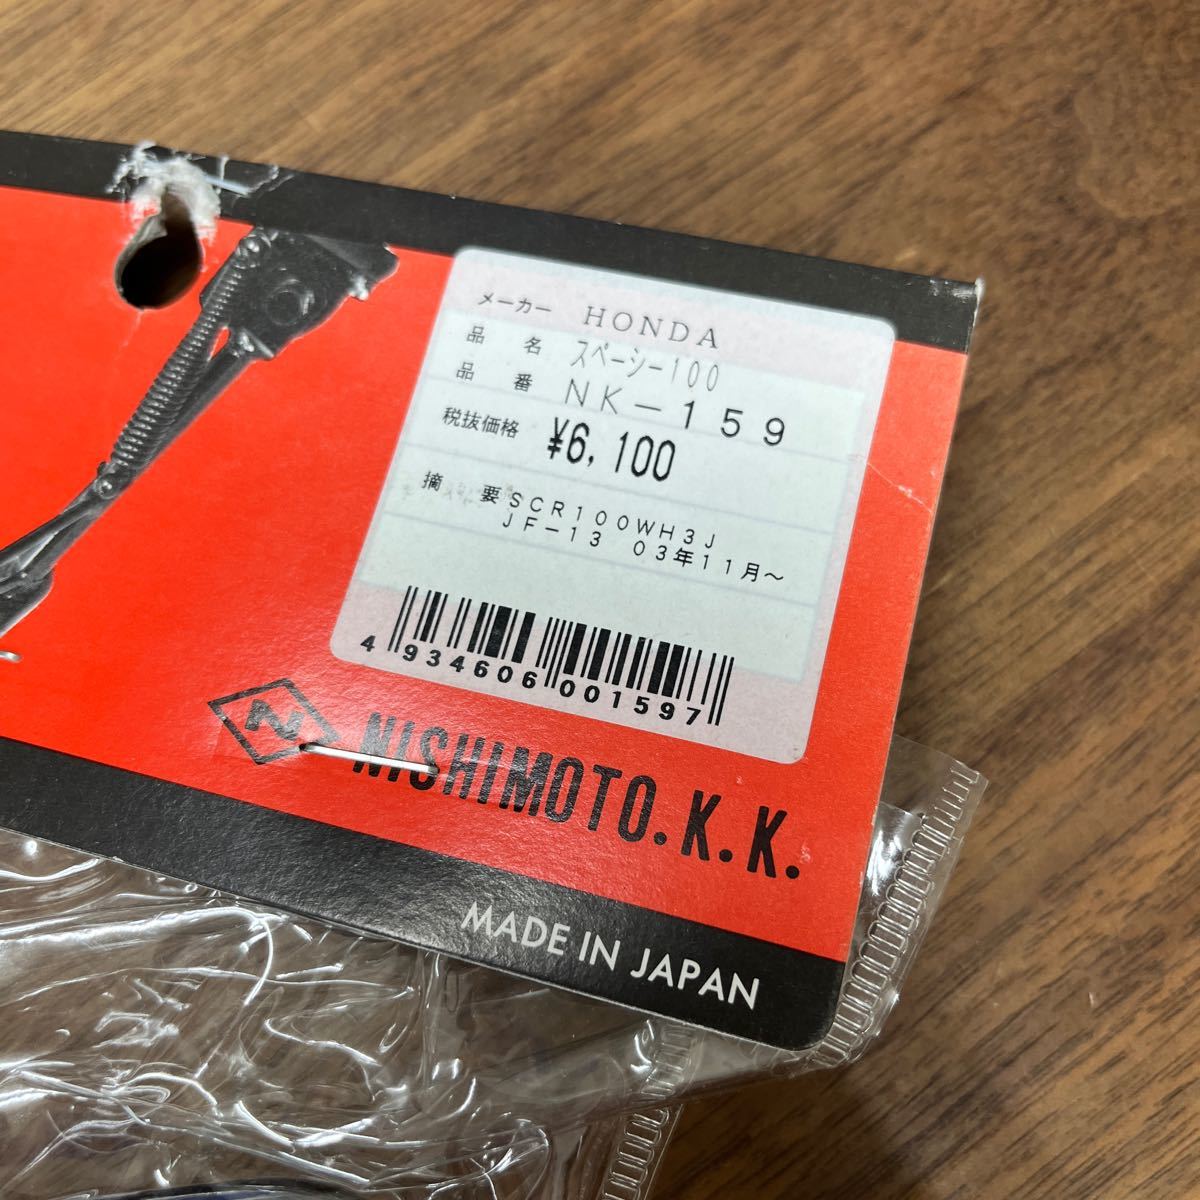 メーカー HONDA
品名 スペーシー100
品番 NK-159
税抜価格 ¥6,100
摘要 SCR100WH3J
JF-13 03年11月~
4 934606 001597
N NISHIMOTO.K.K.
MADE IN JAPAN